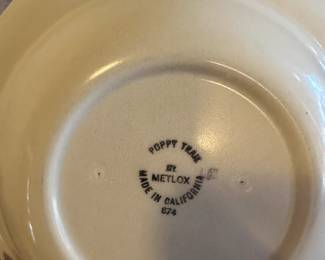 POPPY TRAIL
BY
METLOX
MADE IN CALIFORNIA
674